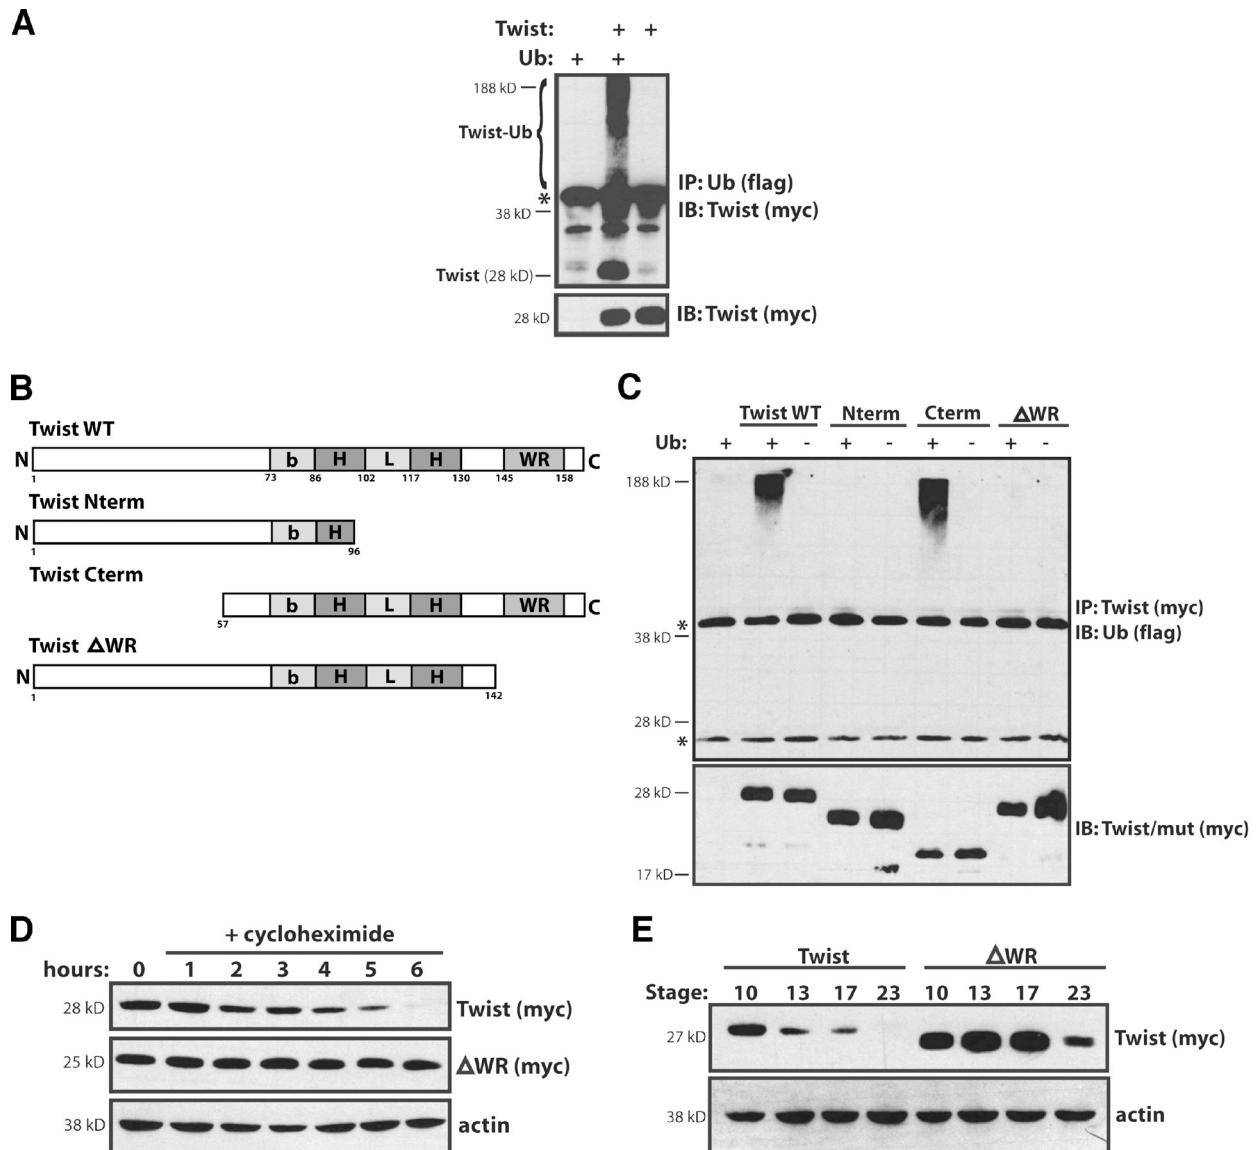 A
Twist: + +
Ub: + +
188 kD
Twist-Ub
*
38 kD
Twist (28 kD)
IP: Ub (flag)
IB: Twist (myc)
28 kD
IB: Twist (myc)
B
Twist WT
N b H L H WR C
1 73 86 102 117 130 145 158
Twist Nterm
N b H
1 96
Twist Cterm
b H L H WR C
57
Twist ΔWR
N b H L H
1 142
C
Twist WT Nterm Cterm ΔWR
Ub: + + - + - + - + -
188 kD
*
38 kD
28 kD
*
IP: Twist (myc)
IB: Ub (flag)
28 kD
17 kD
IB: Twist/mut (myc)
D
+ cycloheximide
hours: 0 1 2 3 4 5 6
28 kD Twist (myc)
25 kD ΔWR (myc)
38 kD actin
E
Twist ΔWR
Stage: 10 13 17 23 10 13 17 23
27 kD Twist (myc)
38 kD actin